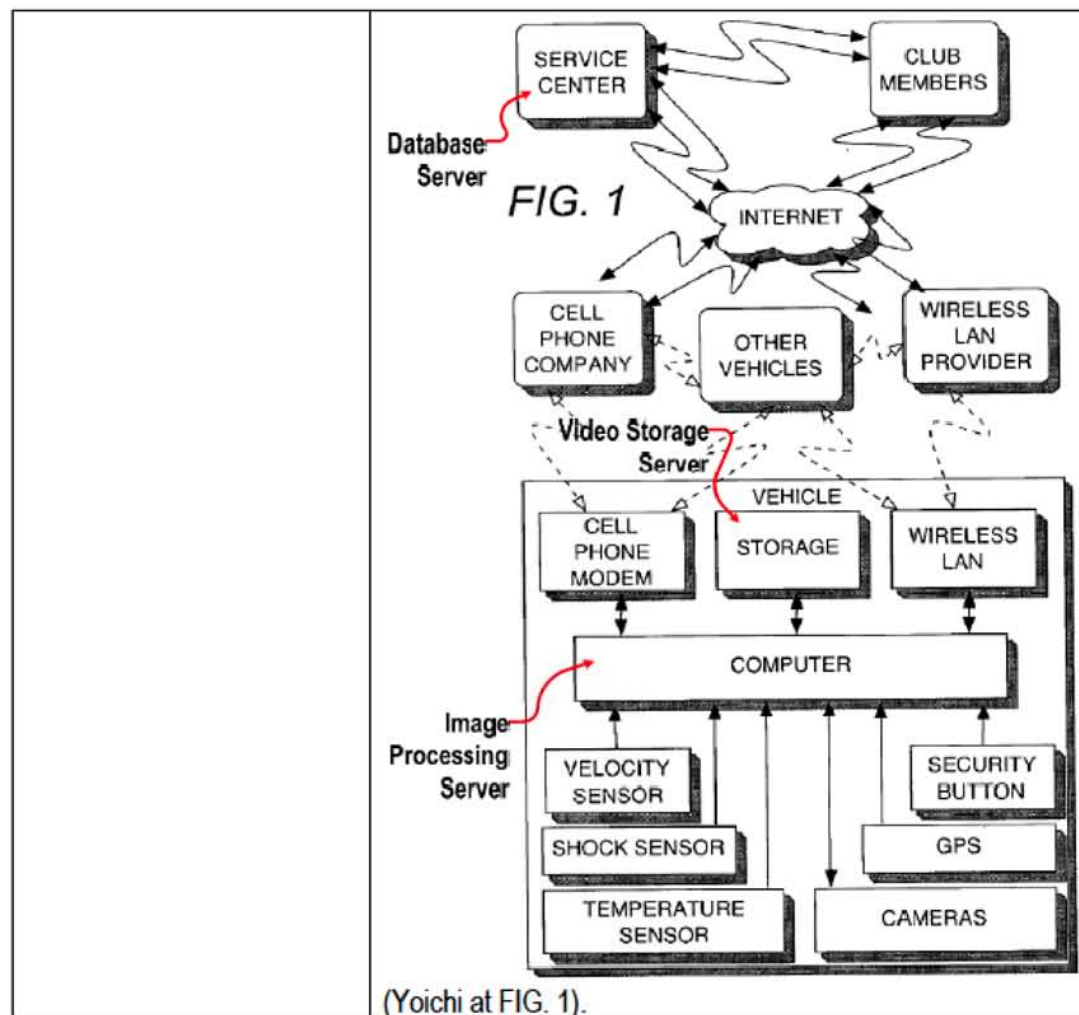 SERVICE
CENTER
CLUB
MEMBERS
Database
Server
FIG. 1
INTERNET
CELL
PHONE
COMPANY
OTHER
VEHICLES
WIRELESS
LAN
PROVIDER
Video Storage
Server
VEHICLE
CELL
PHONE
MODEM
STORAGE
WIRELESS
LAN
COMPUTER
Image
Processing
Server
VELOCITY
SENSOR
SECURITY
BUTTON
SHOCK SENSOR
GPS
TEMPERATURE
SENSOR
CAMERAS
(Yoichi at FIG. 1).